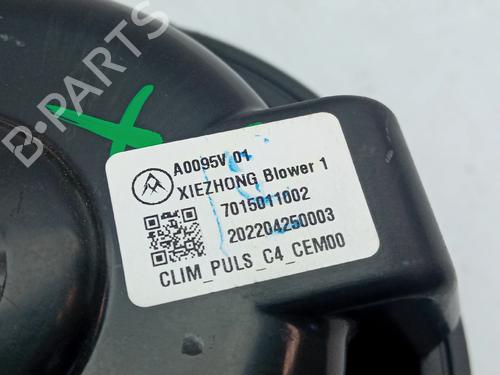 B-PARTS
A0095V 01
XIEZHONG Blower 1
7015011002
202204250003
CLIM_PULS_C4_CEM00